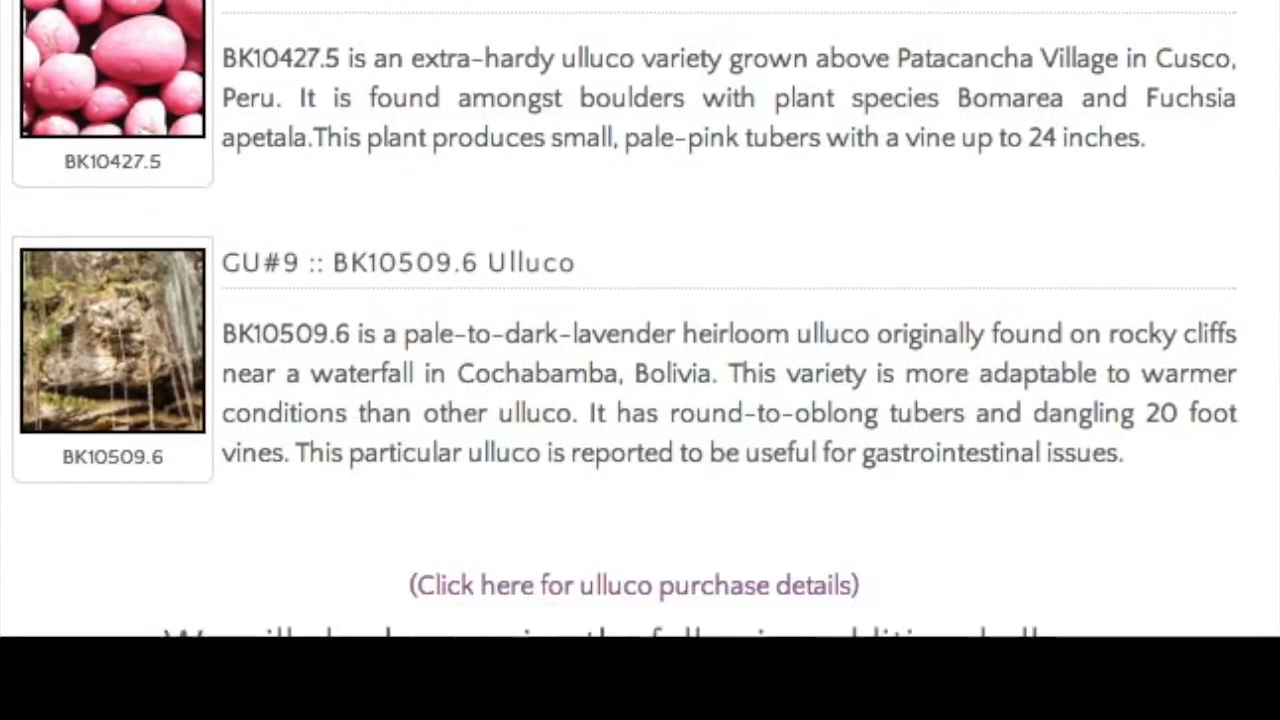 BK10427.5 is an extra-hardy ulluco variety grown above Patacancha Village in Cusco,
Peru. It is found amongst boulders with plant species Bomarea and Fuchsia
apetala.This plant produces small, pale-pink tubers with a vine up to 24 inches.
BK10427.5
GU#9 :: BK10509.6 Ulluco
BK10509.6 is a pale-to-dark-lavender heirloom ulluco originally found on rocky cliffs
near a waterfall in Cochabamba, Bolivia. This variety is more adaptable to warmer
conditions than other ulluco. It has round-to-oblong tubers and dangling 20 foot
vines. This particular ulluco is reported to be useful for gastrointestinal issues.
BK10509.6
(Click here for ulluco purchase details)